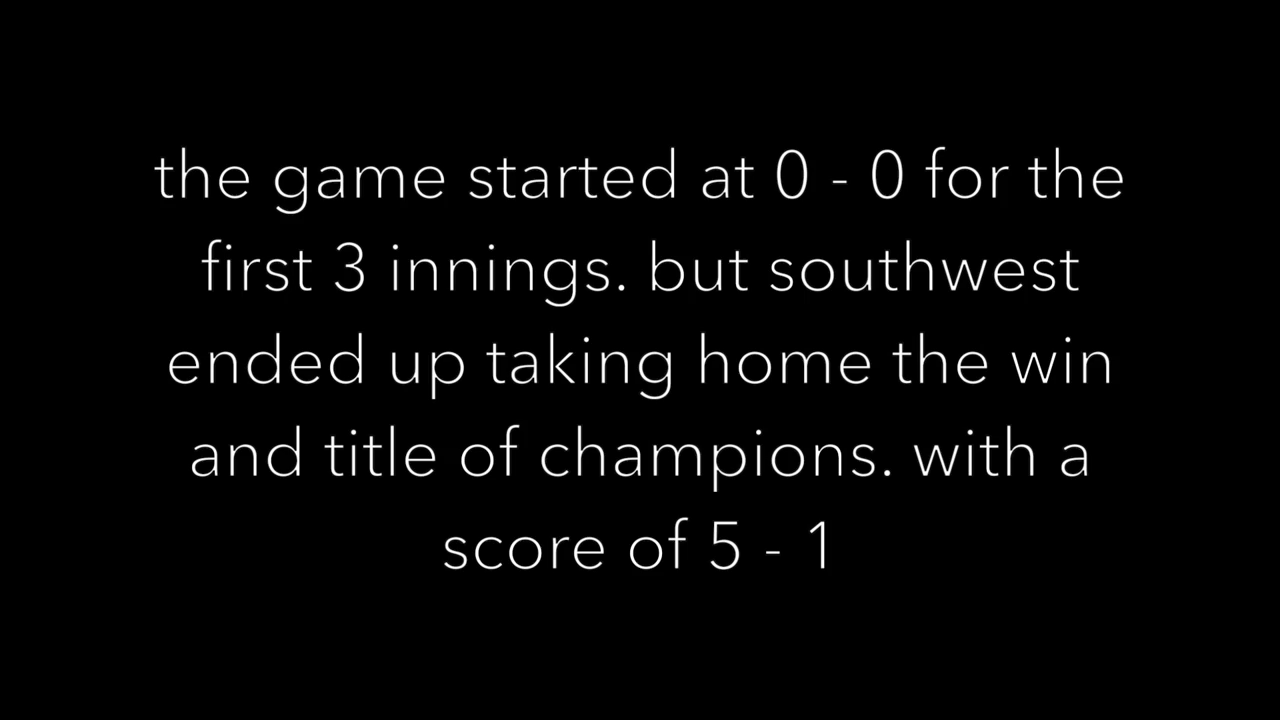 the game started at 0 - 0 for the
first 3 innings. but southwest
ended up taking home the win
and title of champions. with a
score of 5 - 1